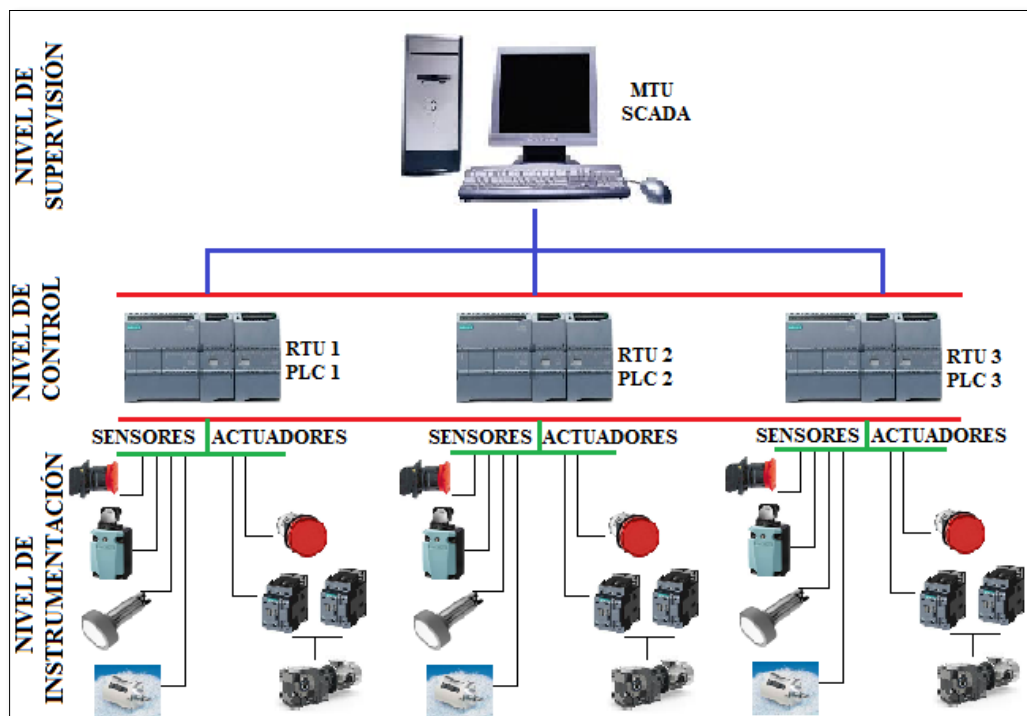 NIVEL DE
SUPERVISIÓN
MTU
SCADA
NIVEL DE
CONTROL
RTU 1
PLC 1
RTU 2
PLC 2
RTU 3
PLC 3
NIVEL DE
INSTRUMENTACIÓN
SENSORES
ACTUADORES
SENSORES
ACTUADORES
SENSORES
ACTUADORES